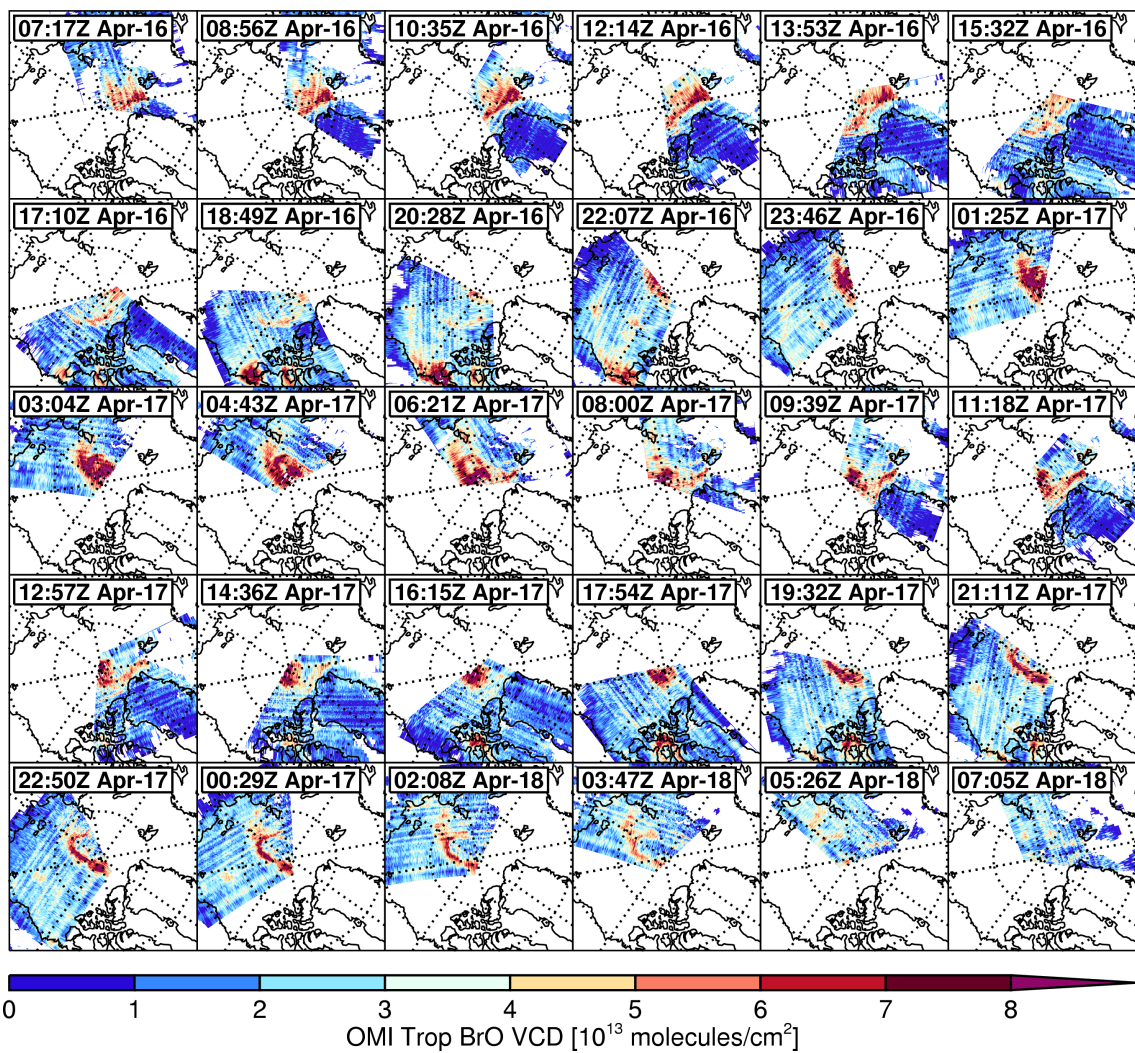 07:17Z Apr-16 08:56Z Apr-16 10:35Z Apr-16 12:14Z Apr-16 13:53Z Apr-16 15:32Z Apr-16
17:10Z Apr-16 18:49Z Apr-16 20:28Z Apr-16 22:07Z Apr-16 23:46Z Apr-16 01:25Z Apr-17
03:04Z Apr-17 04:43Z Apr-17 06:21Z Apr-17 08:00Z Apr-17 09:39Z Apr-17 11:18Z Apr-17
12:57Z Apr-17 14:36Z Apr-17 16:15Z Apr-17 17:54Z Apr-17 19:32Z Apr-17 21:11Z Apr-17
22:50Z Apr-17 00:29Z Apr-17 02:08Z Apr-18 03:47Z Apr-18 05:26Z Apr-18 07:05Z Apr-18
0 1 2 3 4 5 6 7 8
OMI Trop BrO VCD [10¹³ molecules/cm²]